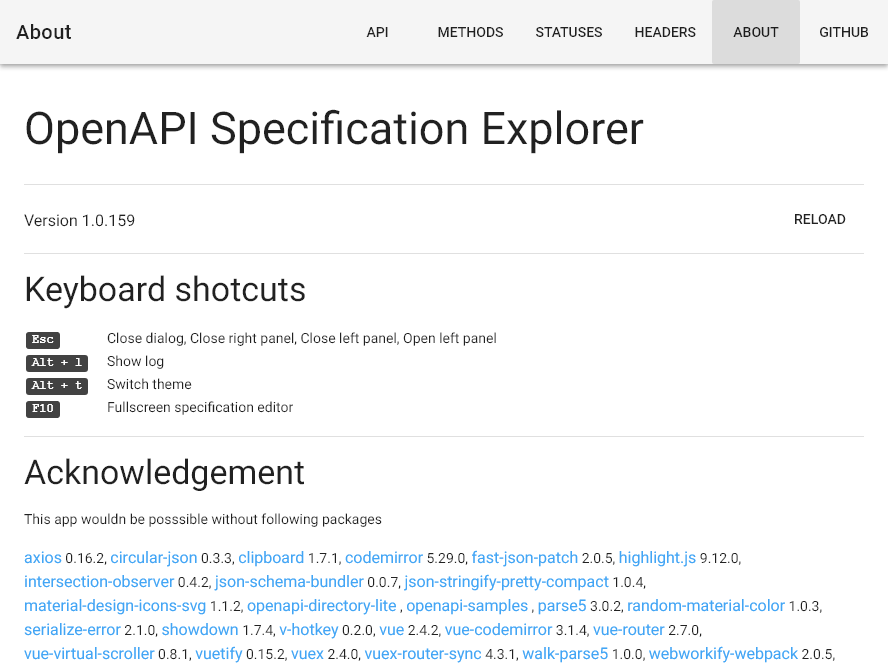 About API METHODS STATUSES HEADERS ABOUT GITHUB
OpenAPI Specification Explorer
Version 1.0.159 RELOAD
Keyboard shotcuts
Esc Close dialog, Close right panel, Close left panel, Open left panel
Alt + l Show log
Alt + t Switch theme
F10 Fullscreen specification editor
Acknowledgement
This app wouldn be posssible without following packages
axios 0.16.2, circular-json 0.3.3, clipboard 1.7.1, codemirror 5.29.0, fast-json-patch 2.0.5, highlight.js 9.12.0,
intersection-observer 0.4.2, json-schema-bundler 0.0.7, json-stringify-pretty-compact 1.0.4,
material-design-icons-svg 1.1.2, openapi-directory-lite , openapi-samples , parse5 3.0.2, random-material-color 1.0.3,
serialize-error 2.1.0, showdown 1.7.4, v-hotkey 0.2.0, vue 2.4.2, vue-codemirror 3.1.4, vue-router 2.7.0,
vue-virtual-scroller 0.8.1, vuetify 0.15.2, vuex 2.4.0, vuex-router-sync 4.3.1, walk-parse5 1.0.0, webworkify-webpack 2.0.5,